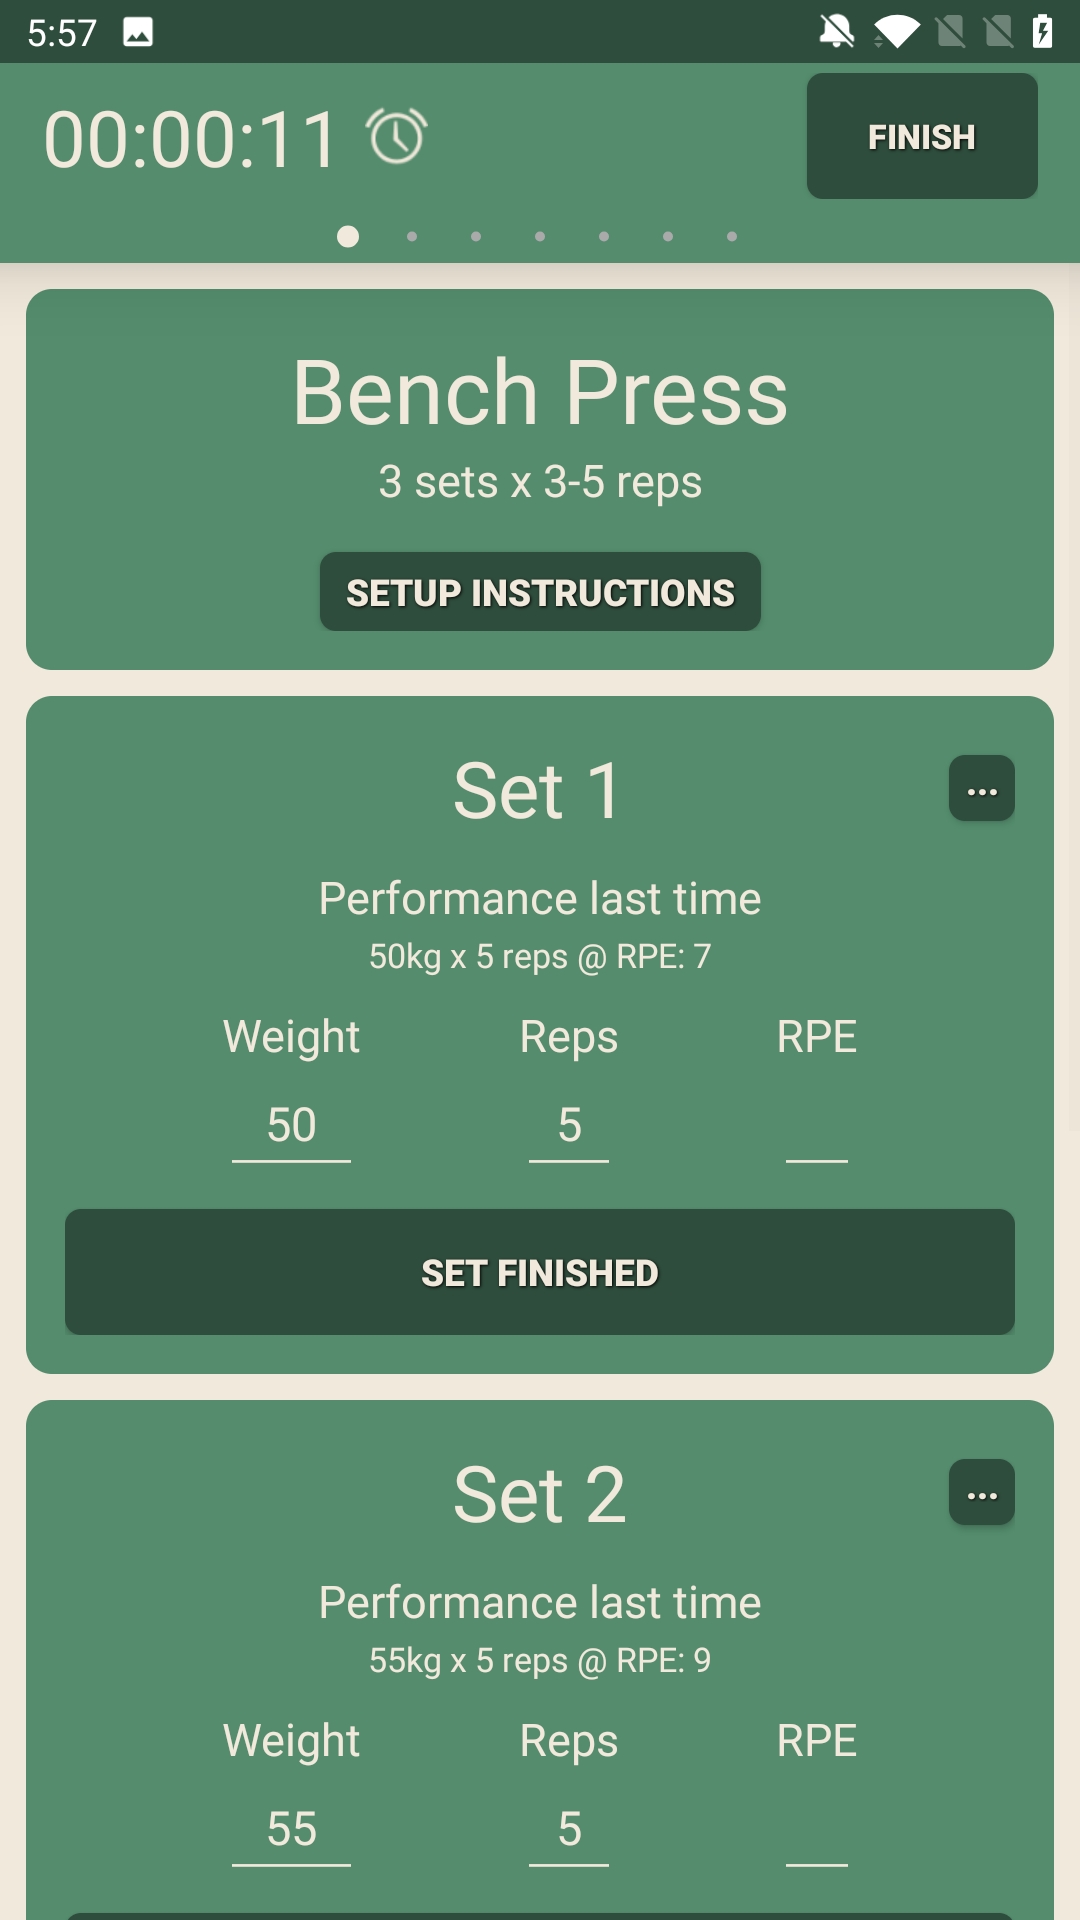 5:57
00:00:11
FINISH
Bench Press
3 sets x 3-5 reps
SETUP INSTRUCTIONS
Set 1
...
Performance last time
50kg x 5 reps @ RPE: 7
Weight Reps RPE
50 5
SET FINISHED
Set 2
...
Performance last time
55kg x 5 reps @ RPE: 9
Weight Reps RPE
55 5